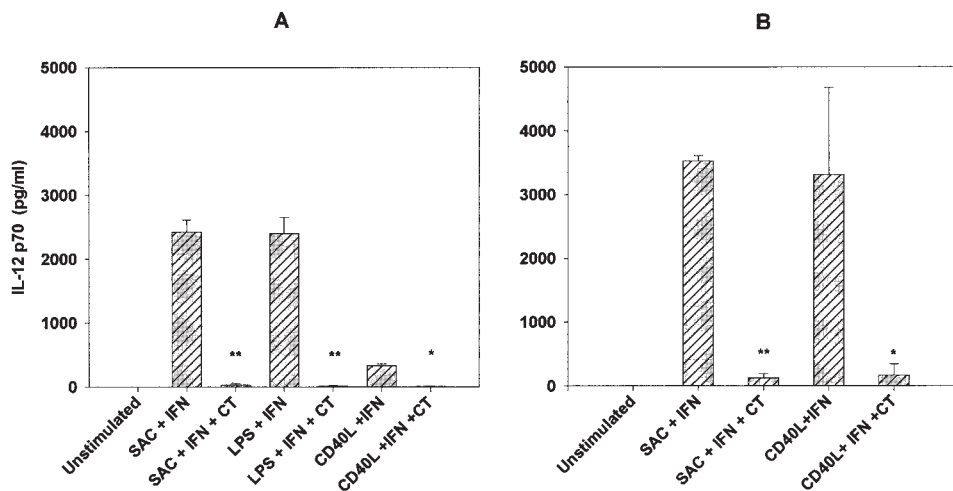 A
B
IL-12 p70 (pg/ml)
5000
4000
3000
2000
1000
0
**
**
*
Unstimulated
SAC + IFN
SAC + IFN + CT
LPS + IFN
LPS + IFN + CT
CD40L +IFN
CD40L +IFN +CT
5000
4000
3000
2000
1000
0
**
*
Unstimulated
SAC + IFN
SAC + IFN + CT
CD40L+IFN
CD40L+ IFN +CT